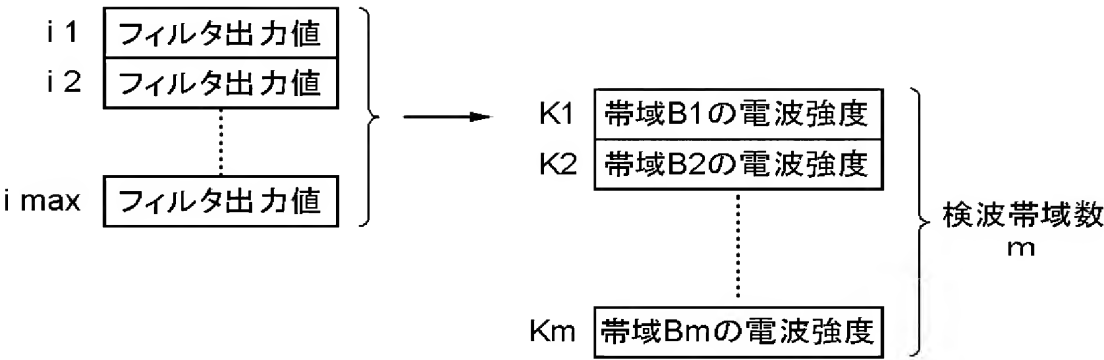 i 1 フィルタ出力値
i 2 フィルタ出力値
i max フィルタ出力値
K1 帯域B1の電波強度
K2 帯域B2の電波強度
Km 帯域Bmの電波強度
検波帯域数
m